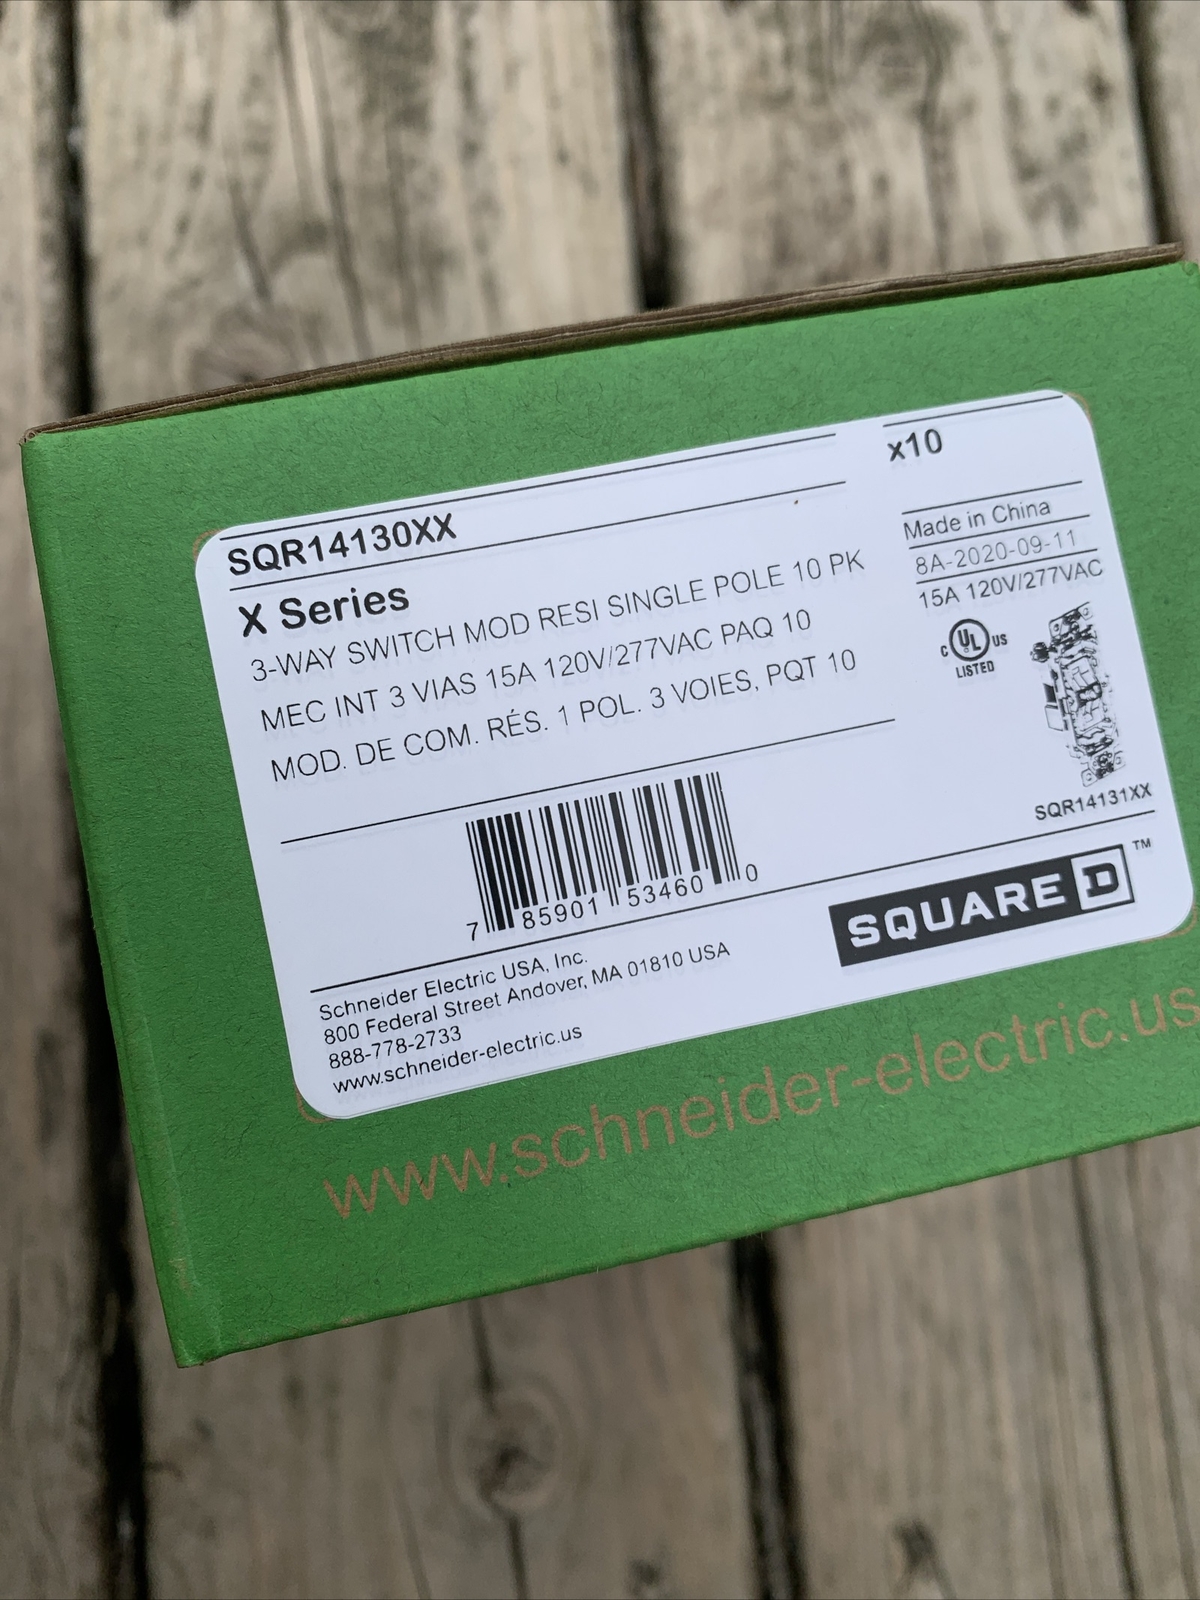 SQR14130XX
x10
X Series
3-WAY SWITCH MOD RESI SINGLE POLE 10 PK
MEC INT 3 VIAS 15A 120V/277VAC PAQ 10
MOD. DE COM. RÉS. 1 POL. 3 VOIES, PQT 10
Made in China
8A-2020-09-11
15A 120V/277VAC
C UL US
LISTED
SQR14131XX
7 85901 53460 0
SQUARE D™
Schneider Electric USA, Inc.
800 Federal Street Andover, MA 01810 USA
888-778-2733
www.schneider-electric.us
www.schneider-electric.us